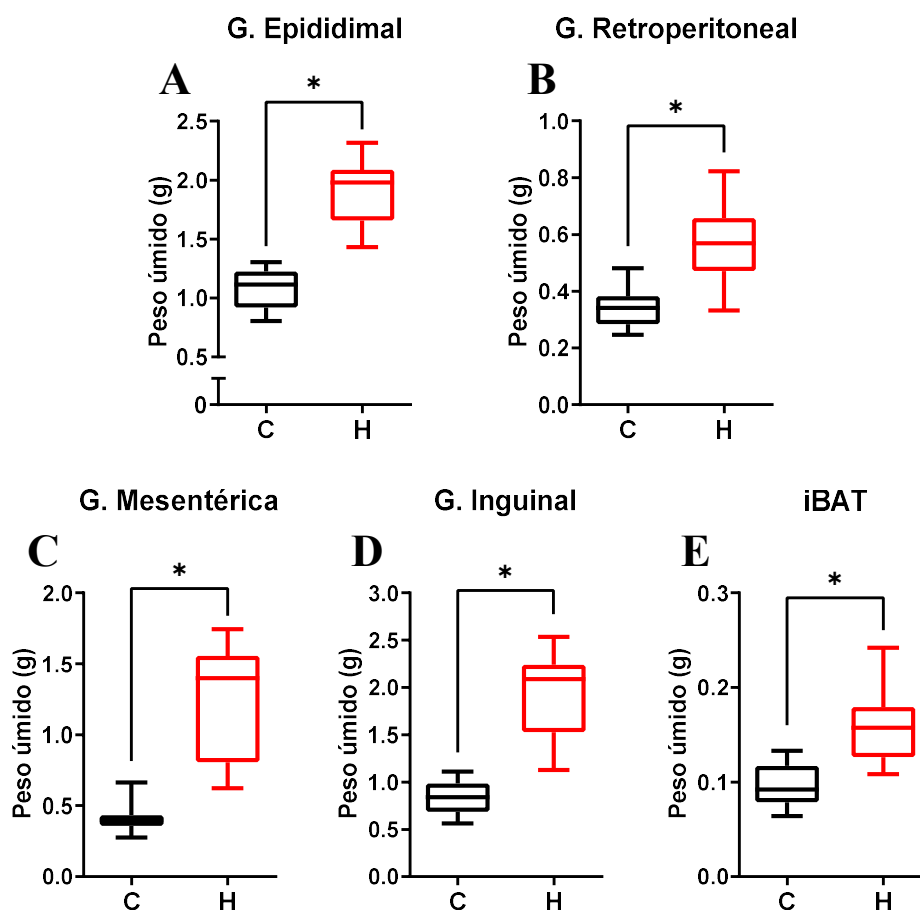 G. Epididimal
A
*
Peso úmido (g)
2.5
2.0
1.5
1.0
0.5
0
C H
G. Retroperitoneal
B
*
Peso úmido (g)
1.0
0.8
0.6
0.4
0.2
0.0
C H
G. Mesentérica
C
*
Peso úmido (g)
2.0
1.5
1.0
0.5
0.0
C H
G. Inguinal
D
*
Peso úmido (g)
3.0
2.5
2.0
1.5
1.0
0.5
0.0
C H
iBAT
E
*
Peso úmido (g)
0.3
0.2
0.1
0.0
C H